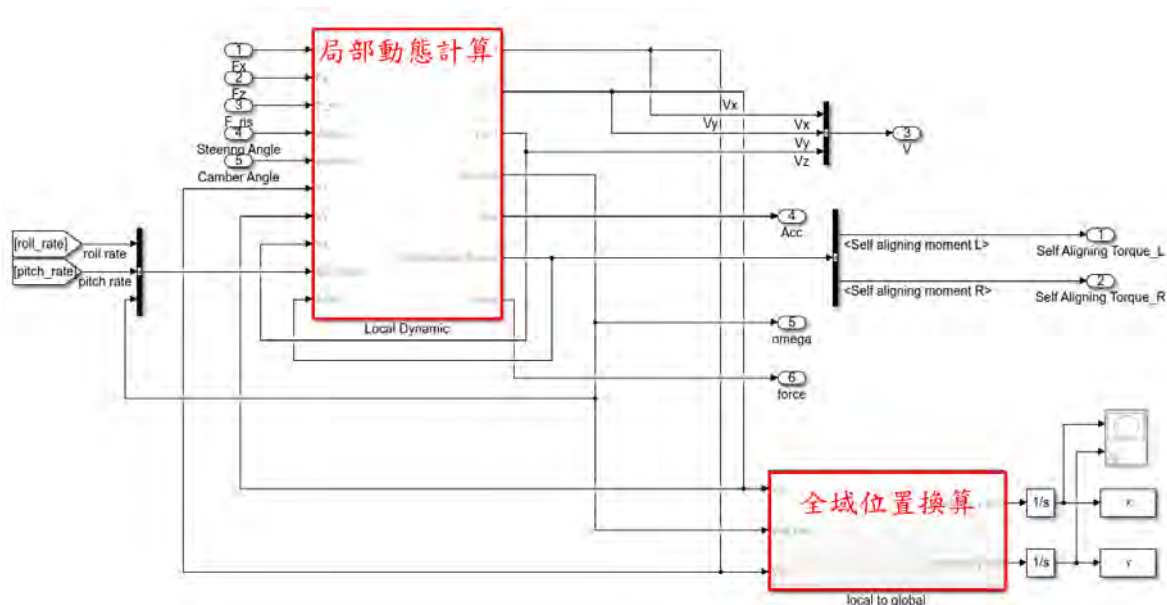 局部動態計算
1
Fx
2
Fz
3
4
Steering Angle
5
Camber Angle
[roll_rate]
roll rate
[pitch_rate]
pitch rate
Local Dynamic
Vx
Vy
Vx
Vy
Vz
3
V
4
Acc
<Self aligning moment L>
1
Self Aligning Torque_L
<Self aligning moment R>
2
Self Aligning Torque_R
5
omega
6
force
全域位置換算
local to global
1/s
x
1/s
y